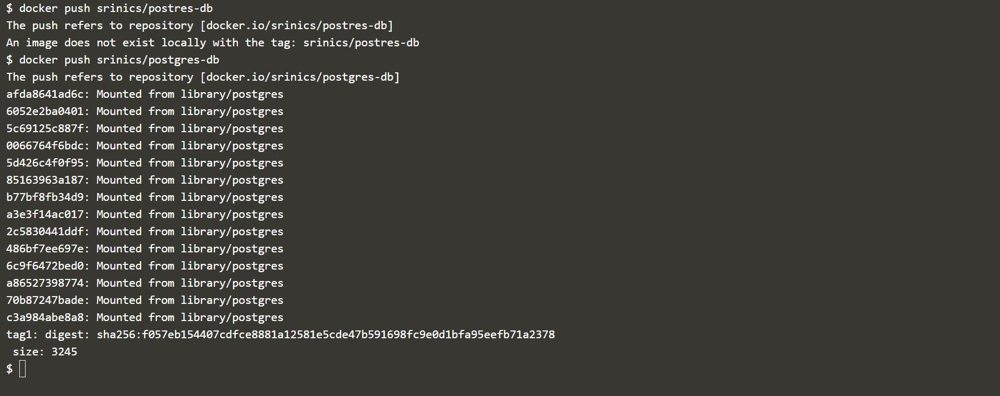 $ docker push srinics/postres-db
The push refers to repository [docker.io/srinics/postres-db]
An image does not exist locally with the tag: srinics/postres-db
$ docker push srinics/postgres-db
The push refers to repository [docker.io/srinics/postgres-db]
afda8641ad6c: Mounted from library/postgres
6052e2ba0401: Mounted from library/postgres
5c69125c887f: Mounted from library/postgres
0066764f6bdc: Mounted from library/postgres
5d426c4f0f95: Mounted from library/postgres
85163963a187: Mounted from library/postgres
b77bf8fb34d9: Mounted from library/postgres
a3e3f14ac017: Mounted from library/postgres
2c5830441ddf: Mounted from library/postgres
486bf7ee697e: Mounted from library/postgres
6c9f6472bed0: Mounted from library/postgres
a86527398774: Mounted from library/postgres
70b87247bade: Mounted from library/postgres
c3a984abe8a8: Mounted from library/postgres
tag1: digest: sha256:f057eb154407cdfce8881a12581e5cde47b591698fc9e0d1bfa95eefb71a2378
 size: 3245
$